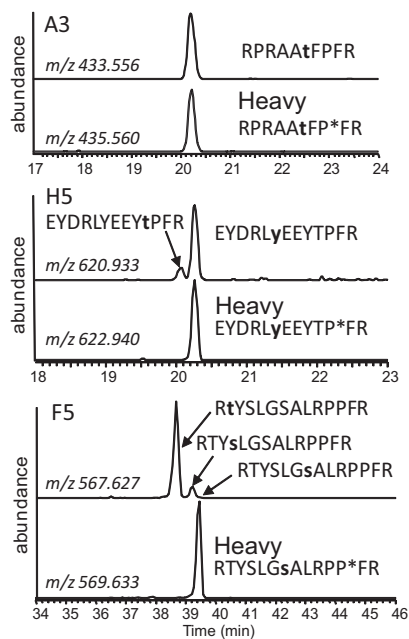 A3
abundance
RPRAAtFPFR
m/z 433.556
Heavy
RPRAAtFP*FR
m/z 435.560
17 18 19 20 21 22 23 24
H5
abundance
EYDRLYEEYtPFR
EYDRLyEEYTPFR
m/z 620.933
Heavy
EYDRLyEEYTP*FR
m/z 622.940
18 19 20 21 22 23
F5
abundance
RtYSLGSALRPPFR
RTYsLGSALRPPFR
RTYSLGsALRPPFR
m/z 567.627
Heavy
RTYSLGsALRPP*FR
m/z 569.633
34 35 36 37 38 39 40 41 42 43 44 45 46
Time (min)